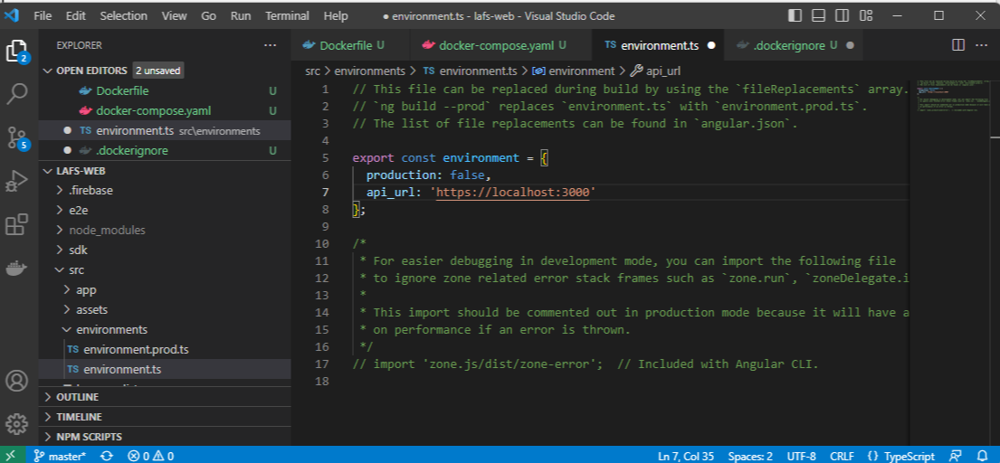 File Edit Selection View Go Run Terminal Help ● environment.ts - lafs-web - Visual Studio Code
EXPLORER ...
Dockerfile U docker-compose.yaml U TS environment.ts ● .dockerignore U ●
OPEN EDITORS 2 unsaved
Dockerfile U
docker-compose.yaml U
● TS environment.ts src\environments
● .dockerignore U
LAFS-WEB
.firebase
e2e
node_modules
sdk
src
app
assets
environments
TS environment.prod.ts
TS environment.ts
OUTLINE
TIMELINE
NPM SCRIPTS
2
5
src > environments > TS environment.ts > environment > api_url
1 // This file can be replaced during build by using the `fileReplacements` array.
2 // `ng build --prod` replaces `environment.ts` with `environment.prod.ts`.
3 // The list of file replacements can be found in `angular.json`.
4
5 export const environment = {
6 production: false,
7 api_url: 'https://localhost:3000'
8 };
9
10 /*
11 * For easier debugging in development mode, you can import the following file
12 * to ignore zone related error stack frames such as `zone.run`, `zoneDelegate.i
13 *
14 * This import should be commented out in production mode because it will have a
15 * on performance if an error is thrown.
16 */
17 // import 'zone.js/dist/zone-error'; // Included with Angular CLI.
18
master* 0 0 Ln 7, Col 35 Spaces: 2 UTF-8 CRLF {} TypeScript